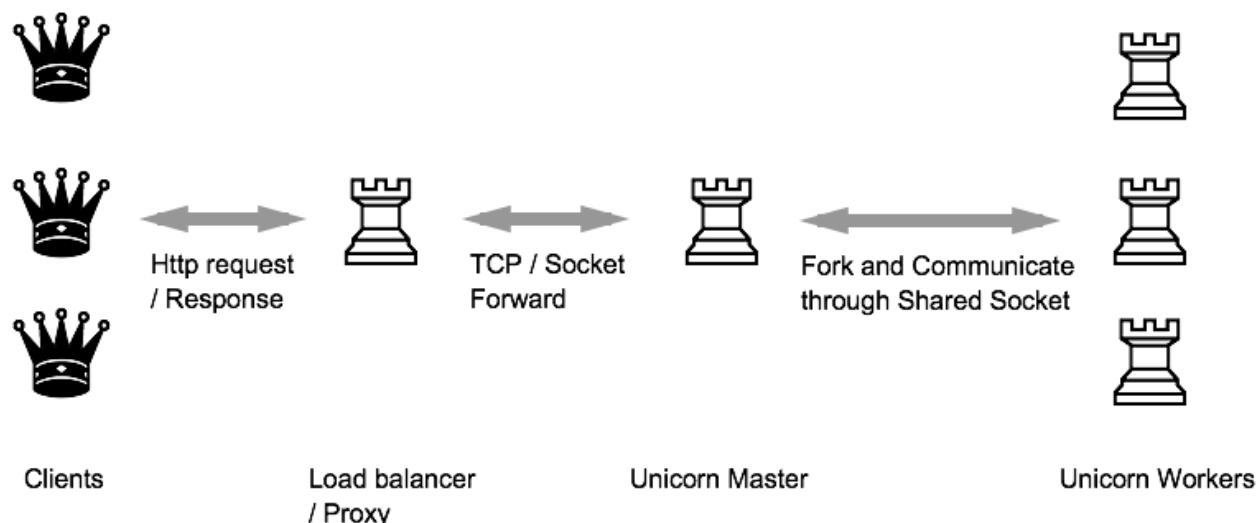 Http request
/ Response
TCP / Socket
Forward
Fork and Communicate
through Shared Socket
Clients
Load balancer
/ Proxy
Unicorn Master
Unicorn Workers